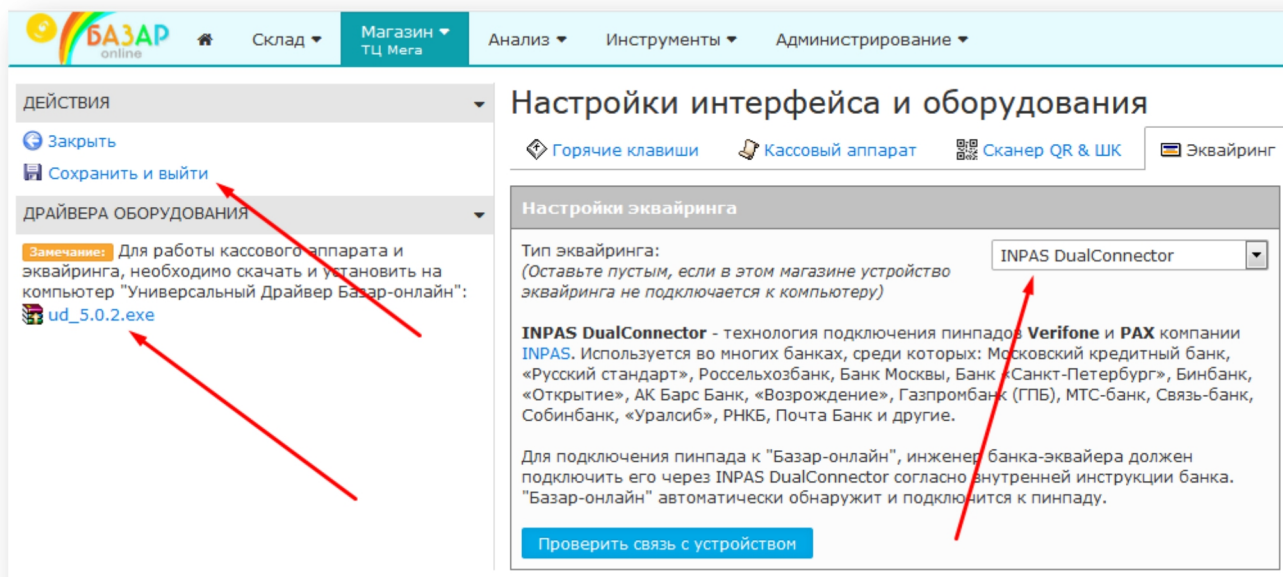 БАЗАР
online
Склад
Магазин
ТЦ Мега
Анализ
Инструменты
Администрирование
ДЕЙСТВИЯ
Закрыть
Сохранить и выйти
ДРАЙВЕРА ОБОРУДОВАНИЯ
Замечание: Для работы кассового аппарата и
эквайринга, необходимо скачать и установить на
компьютер "Универсальный Драйвер Базар-онлайн":
ud_5.0.2.exe
Настройки интерфейса и оборудования
Горячие клавиши
Кассовый аппарат
Сканер QR & ШК
Эквайринг
Настройки эквайринга
Тип эквайринга:
(Оставьте пустым, если в этом магазине устройство
эквайринга не подключается к компьютеру)
INPAS DualConnector
INPAS DualConnector - технология подключения пинпадов Verifone и PAX компании
INPAS. Используется во многих банках, среди которых: Московский кредитный банк,
«Русский стандарт», Россельхозбанк, Банк Москвы, Банк «Санкт-Петербург», Бинбанк,
«Открытие», АК Барс Банк, «Возрождение», Газпромбанк (ГПБ), МТС-банк, Связь-банк,
Собинбанк, «Уралсиб», РНКБ, Почта Банк и другие.
Для подключения пинпада к "Базар-онлайн", инженер банка-эквайера должен
подключить его через INPAS DualConnector согласно внутренней инструкции банка.
"Базар-онлайн" автоматически обнаружит и подключится к пинпаду.
Проверить связь с устройством